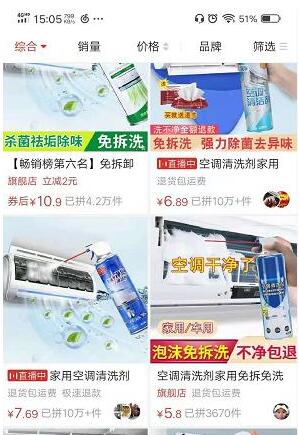 4G 15:05 799 KB/s 51%
综合 销量 价格 品牌 筛选
杀菌祛垢除味 免拆洗
【畅销榜第六名】免拆卸
旗舰店 立减2元
券后¥10.9 已拼4.2万件
洗不净全额退款
免拆洗 强力除菌去异味
直播中 空调清洗剂家用
退货包运费
¥6.89 已拼10万+件
直播中 家用空调清洗剂
退货包运费 极速退款
¥7.69 已拼10万+件
空调干净了
家用/车用
泡沫免拆洗 不净包退
空调清洗剂家用免拆免洗
旗舰店 退货包运费
¥5.8 已拼3670件